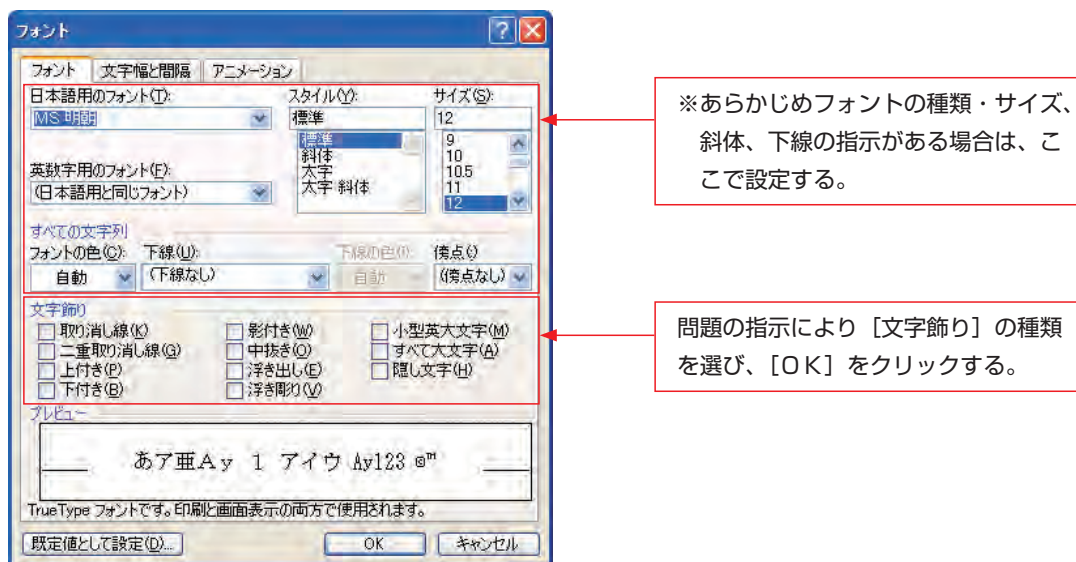 フォント
フォント 文字幅と間隔 アニメーション
日本語用のフォント(T): スタイル(Y): サイズ(S):
MS 明朝 標準 12
標準 9
斜体 10
英数字用のフォント(F): 太字 10.5
(日本語用と同じフォント) 太字 斜体 11
12
すべての文字列
フォントの色(C): 下線(U): 下線の色(I): 傍点(·)
自動 (下線なし) 自動 (傍点なし)
文字飾り
取り消し線(K) 影付き(W) 小型英大文字(M)
二重取り消し線(G) 中抜き(O) すべて大文字(A)
上付き(P) 浮き出し(E) 隠し文字(H)
下付き(B) 浮き彫り(V)
プレビュー
あア亜Ay 1 アイウ Ay123 ©™
TrueType フォントです。印刷と画面表示の両方で使用されます。
既定値として設定(D)... OK キャンセル
※あらかじめフォントの種類・サイズ、
斜体、下線の指示がある場合は、こ
こで設定する。
問題の指示により［文字飾り］の種類
を選び、［ＯＫ］をクリックする。